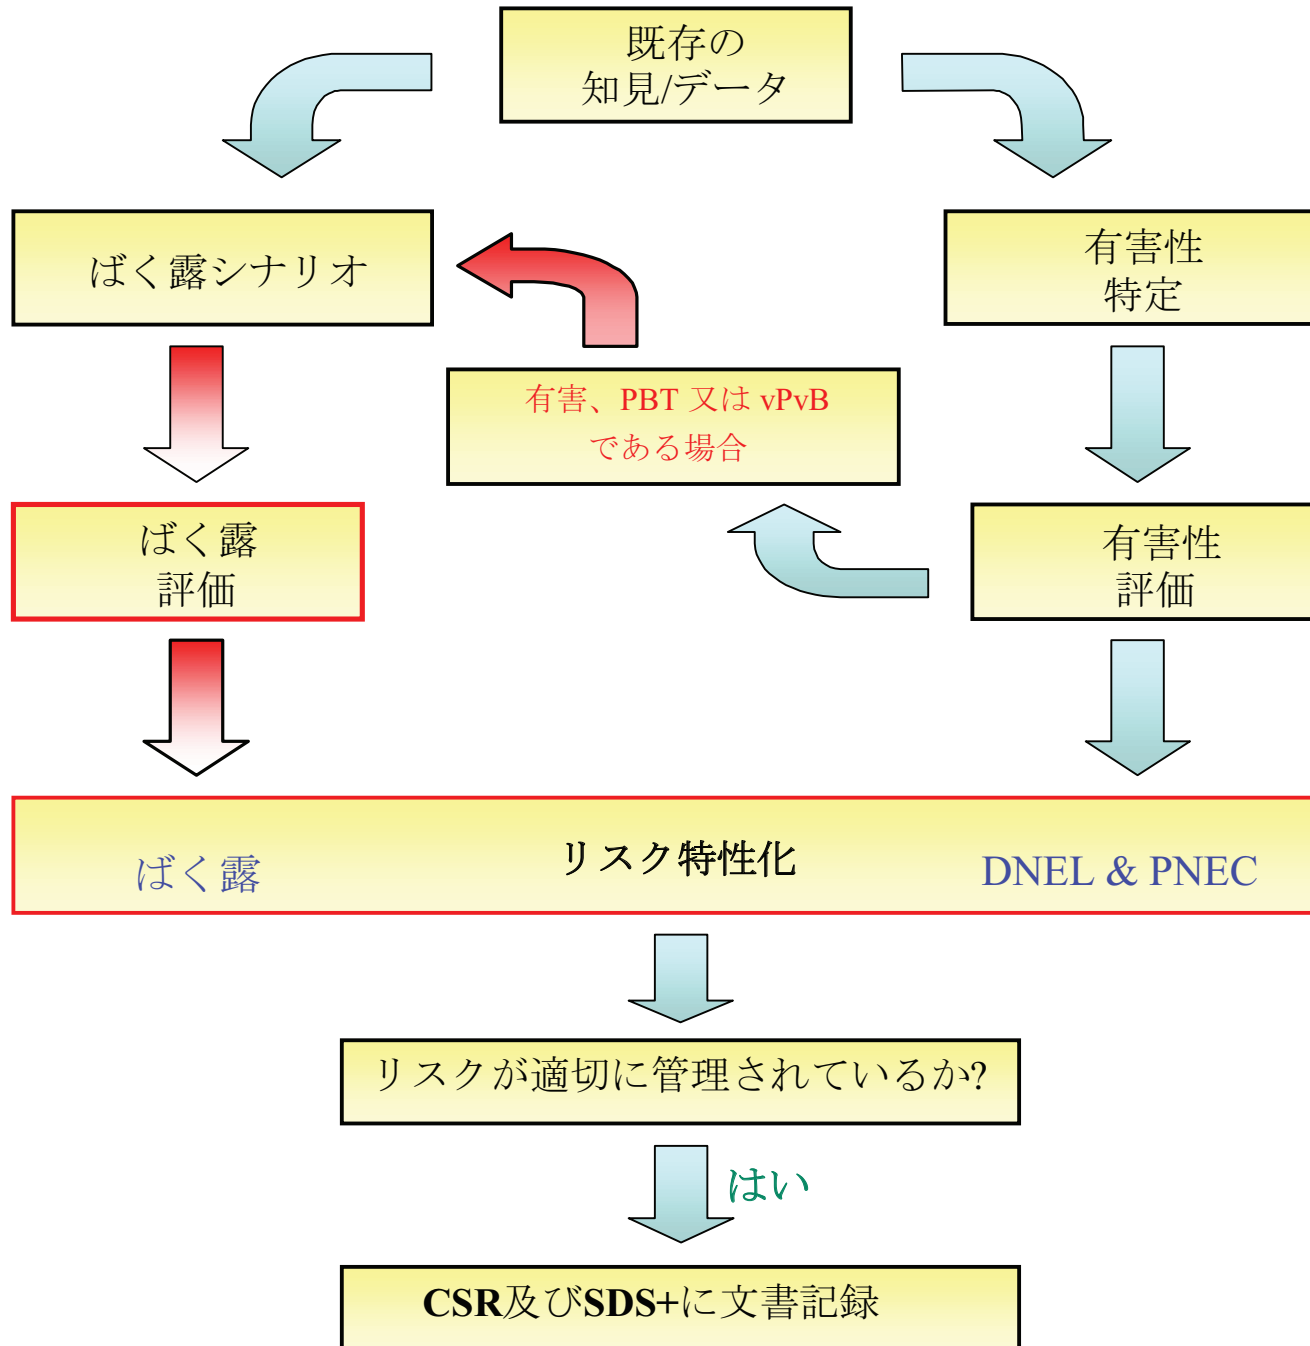 既存の
知見/データ
ばく露シナリオ
有害性
特定
有害、PBT 又は vPvB
である場合
ばく露
評価
有害性
評価
ばく露
リスク特性化
DNEL & PNEC
リスクが適切に管理されているか?
はい
CSR及びSDS+に文書記録